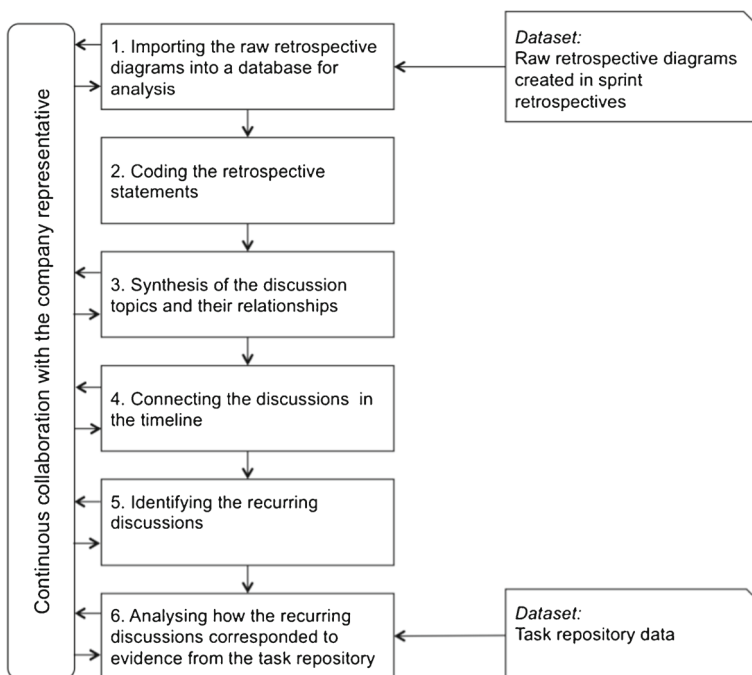 Continuous collaboration with the company representative
1. Importing the raw retrospective
diagrams into a database for
analysis
Dataset:
Raw retrospective diagrams
created in sprint
retrospectives
2. Coding the retrospective
statements
3. Synthesis of the discussion
topics and their relationships
4. Connecting the discussions in
the timeline
5. Identifying the recurring
discussions
6. Analysing how the recurring
discussions corresponded to
evidence from the task repository
Dataset:
Task repository data